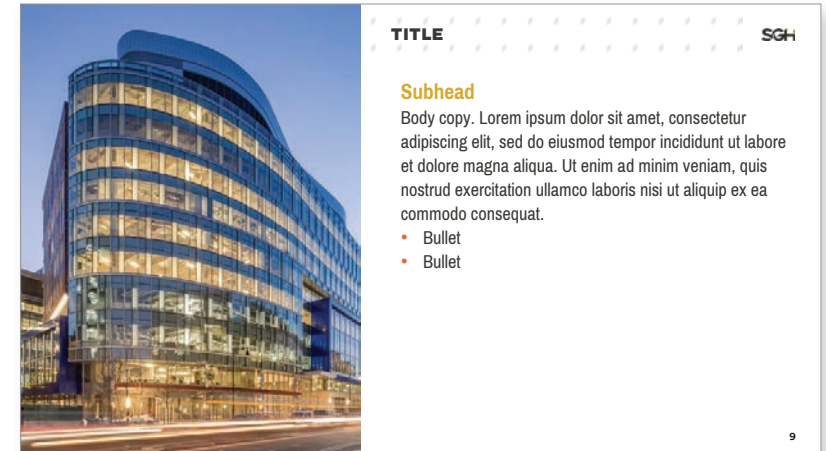 TITLE
SGH
Subhead
Body copy. Lorem ipsum dolor sit amet, consectetur
adipiscing elit, sed do eiusmod tempor incididunt ut labore
et dolore magna aliqua. Ut enim ad minim veniam, quis
nostrud exercitation ullamco laboris nisi ut aliquip ex ea
commodo consequat.
• Bullet
• Bullet
9